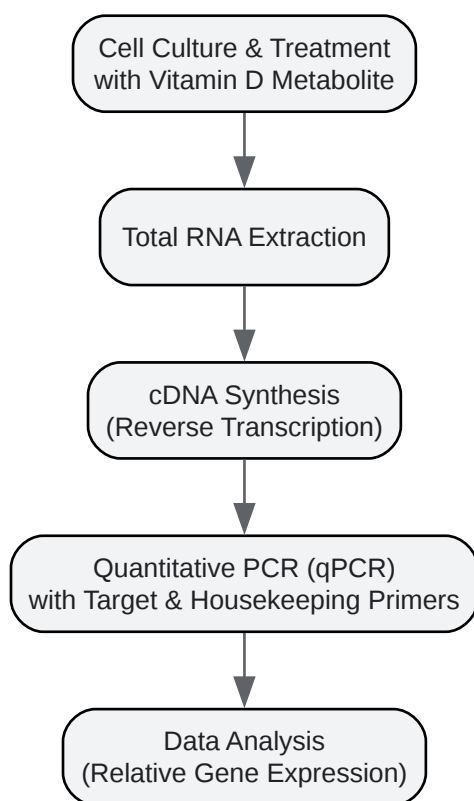 Cell Culture & Treatment
with Vitamin D Metabolite
Total RNA Extraction
cDNA Synthesis
(Reverse Transcription)
Quantitative PCR (qPCR)
with Target & Housekeeping Primers
Data Analysis
(Relative Gene Expression)